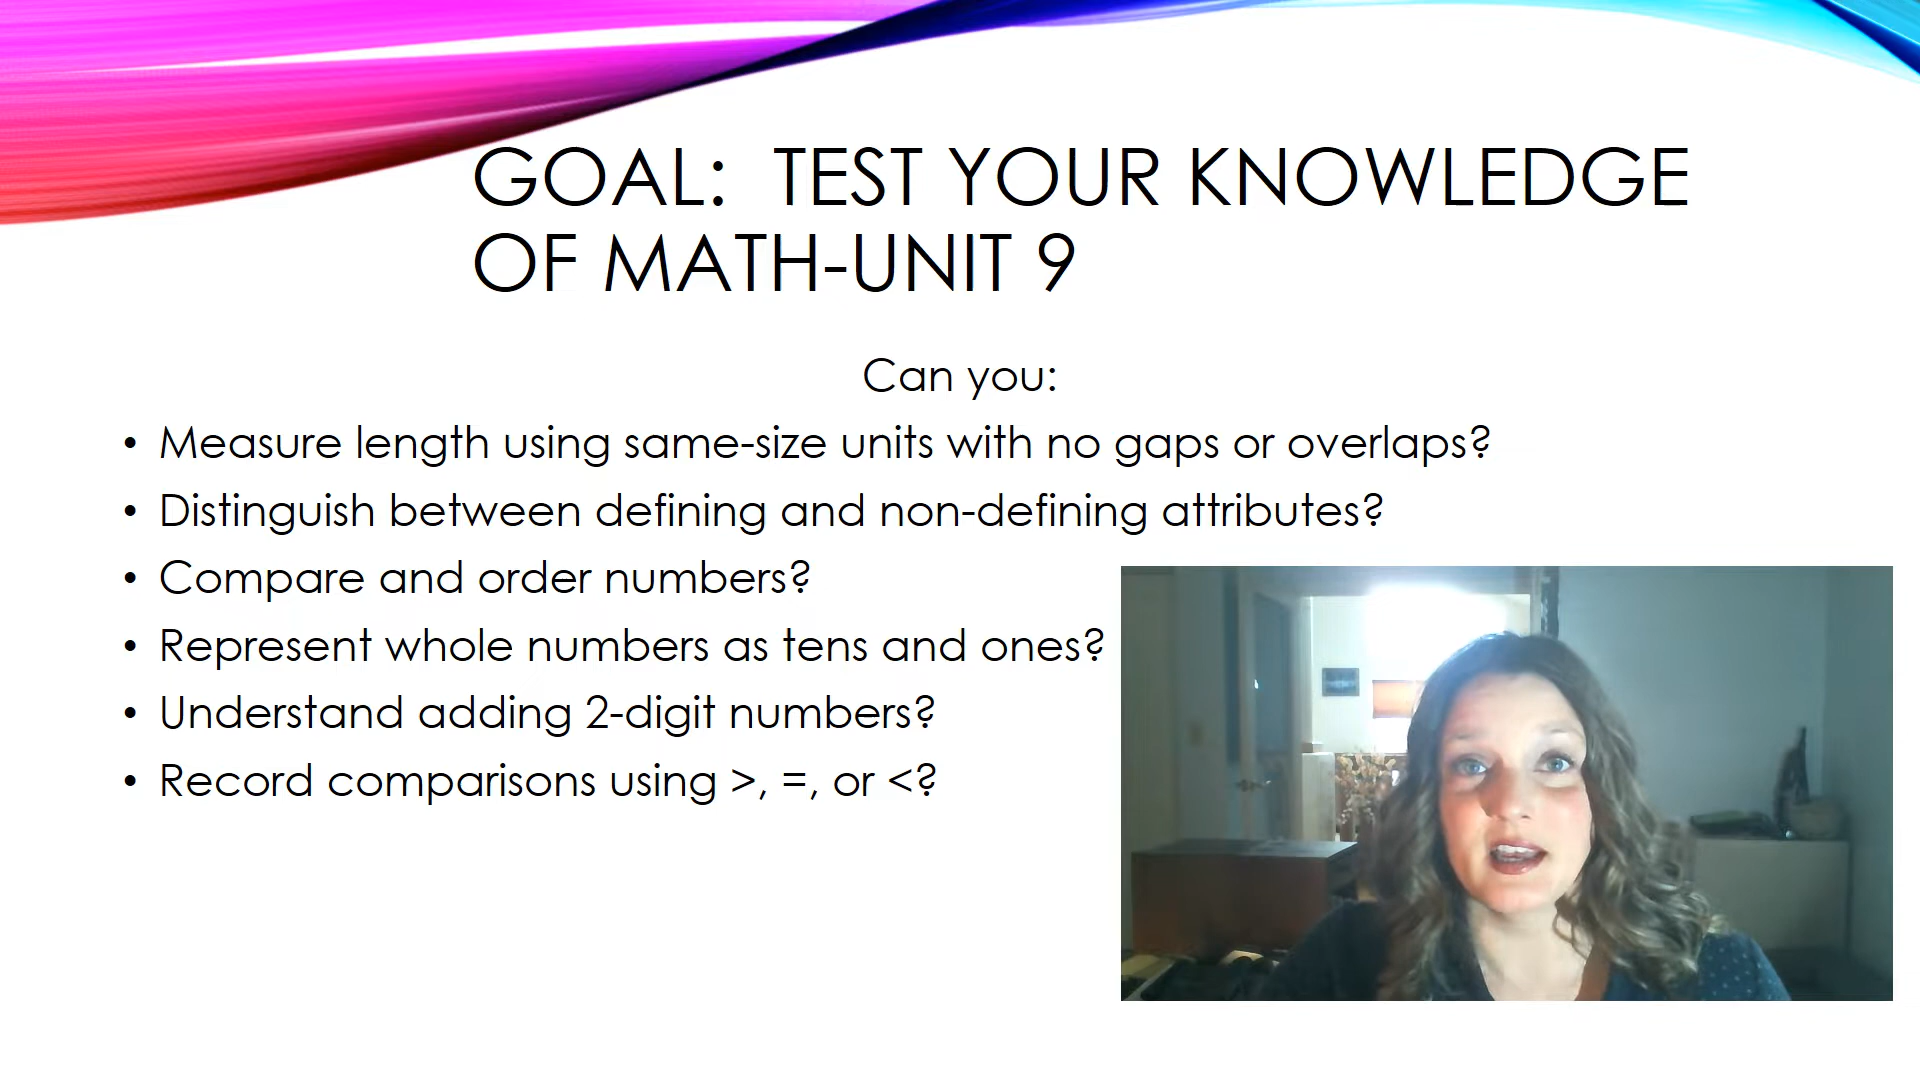 GOAL:  TEST YOUR KNOWLEDGE
OF MATH-UNIT 9
Can you:
• Measure length using same-size units with no gaps or overlaps?
• Distinguish between defining and non-defining attributes?
• Compare and order numbers?
• Represent whole numbers as tens and ones?
• Understand adding 2-digit numbers?
• Record comparisons using >, =, or <?